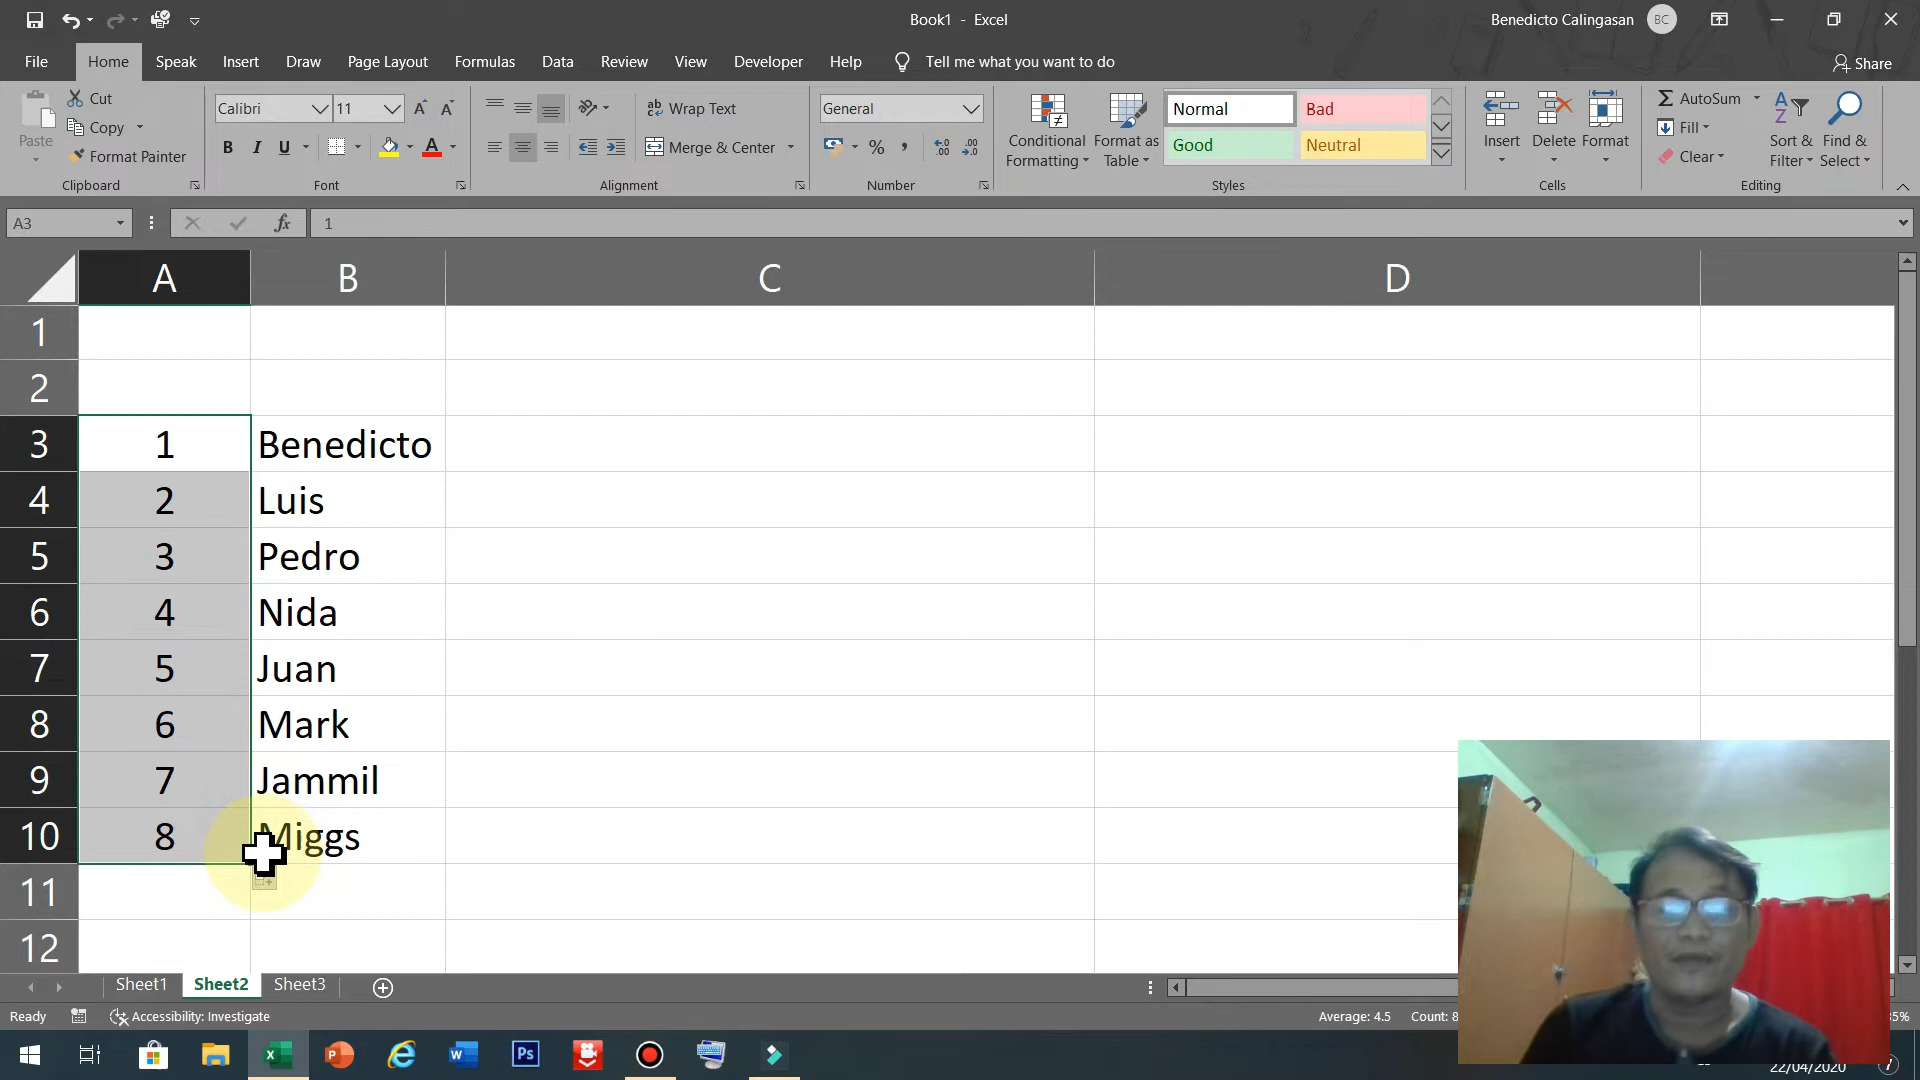 Book1 - Excel
Benedicto Calingasan
BC
File
Home
Speak
Insert
Draw
Page Layout
Formulas
Data
Review
View
Developer
Help
Tell me what you want to do
Share
Paste
Cut
Copy
Format Painter
Clipboard
Calibri
11
B I U
A
Font
Wrap Text
Merge & Center
Alignment
General
Number
Conditional Formatting
Format as Table
Normal
Bad
Good
Neutral
Styles
Insert
Delete
Format
Cells
AutoSum
Fill
Clear
Sort & Filter
Find & Select
Editing
A3
fx
1
A B C D
1
2
3 1 Benedicto
4 2 Luis
5 3 Pedro
6 4 Nida
7 5 Juan
8 6 Mark
9 7 Jammil
10 8 Miggs
11
12
Sheet1
Sheet2
Sheet3
Ready
Accessibility: Investigate
Average: 4.5
Count: 8
22/04/2020